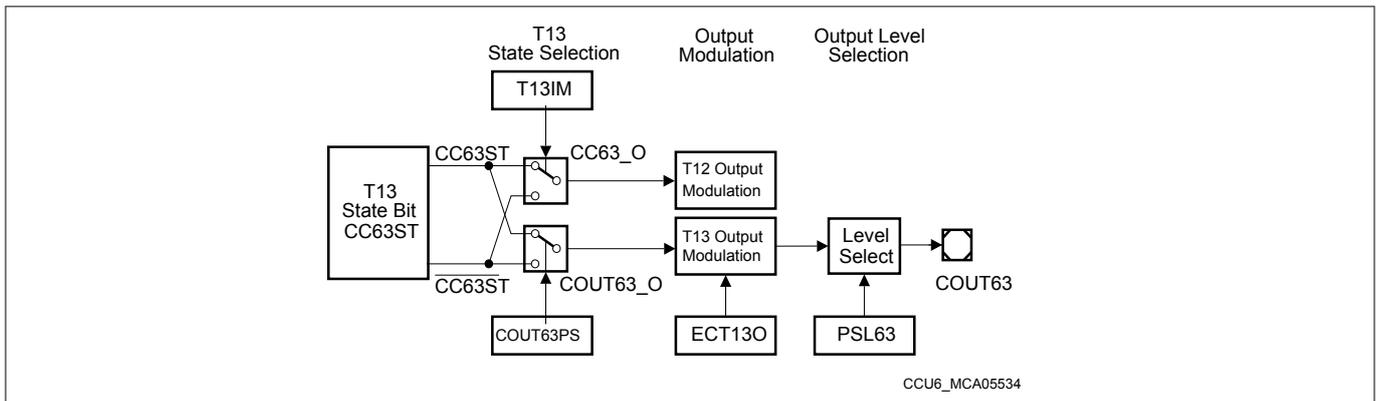 T13
State Selection
Output
Modulation
Output Level
Selection
T13IM
CC63ST
CC63_O
T13
State Bit
CC63ST
T12 Output
Modulation
T13 Output
Modulation
Level
Select
CC63ST
COUT63_O
COUT63
COUT63PS
ECT13O
PSL63
CCU6_MCA05534